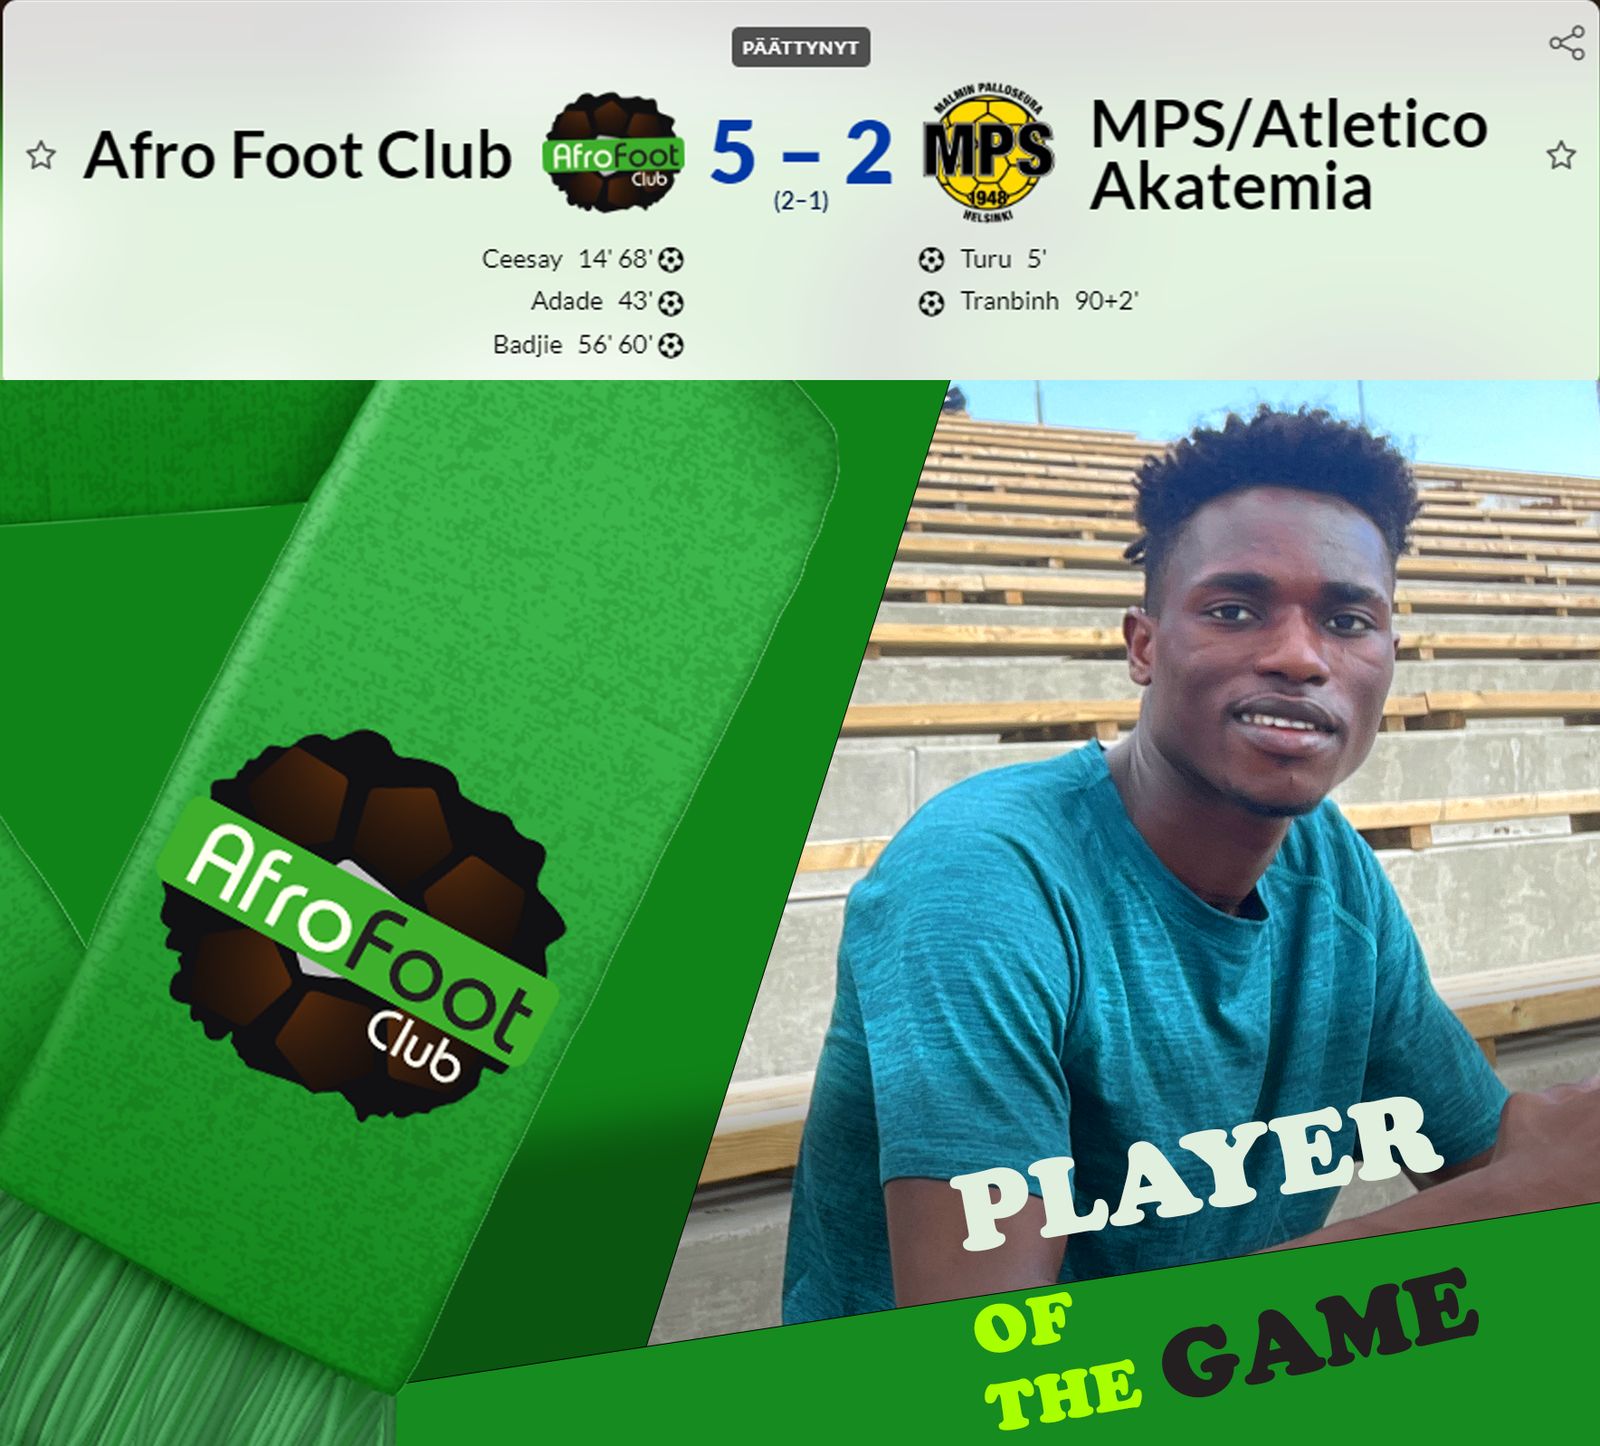 PÄÄTTYNYT
Afro Foot Club
AfroFoot
Club
5 – 2
(2–1)
MALMIN PALLOSEURA
MPS
1948
HELSINKI
MPS/Atletico
Akatemia
Ceesay 14' 68'
Adade 43'
Badjie 56' 60'
Turu 5'
Tranbinh 90+2'
AfroFoot
Club
PLAYER
OF
THE GAME